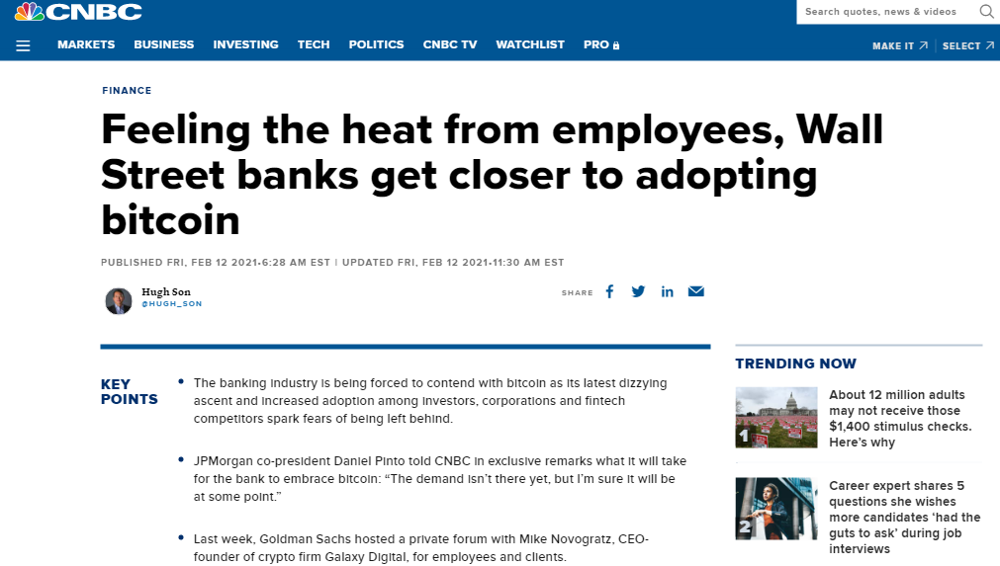 CNBC
Search quotes, news & videos
MARKETS BUSINESS INVESTING TECH POLITICS CNBC TV WATCHLIST PRO
MAKE IT SELECT
FINANCE
Feeling the heat from employees, Wall
Street banks get closer to adopting
bitcoin
PUBLISHED FRI, FEB 12 2021•6:28 AM EST | UPDATED FRI, FEB 12 2021•11:30 AM EST
Hugh Son
@HUGH_SON
SHARE
KEY
POINTS
The banking industry is being forced to contend with bitcoin as its latest dizzying
ascent and increased adoption among investors, corporations and fintech
competitors spark fears of being left behind.
JPMorgan co-president Daniel Pinto told CNBC in exclusive remarks what it will take
for the bank to embrace bitcoin: “The demand isn’t there yet, but I’m sure it will be
at some point.”
Last week, Goldman Sachs hosted a private forum with Mike Novogratz, CEO-
founder of crypto firm Galaxy Digital, for employees and clients.
TRENDING NOW
1
About 12 million adults
may not receive those
$1,400 stimulus checks.
Here’s why
2
Career expert shares 5
questions she wishes
more candidates ‘had the
guts to ask’ during job
interviews